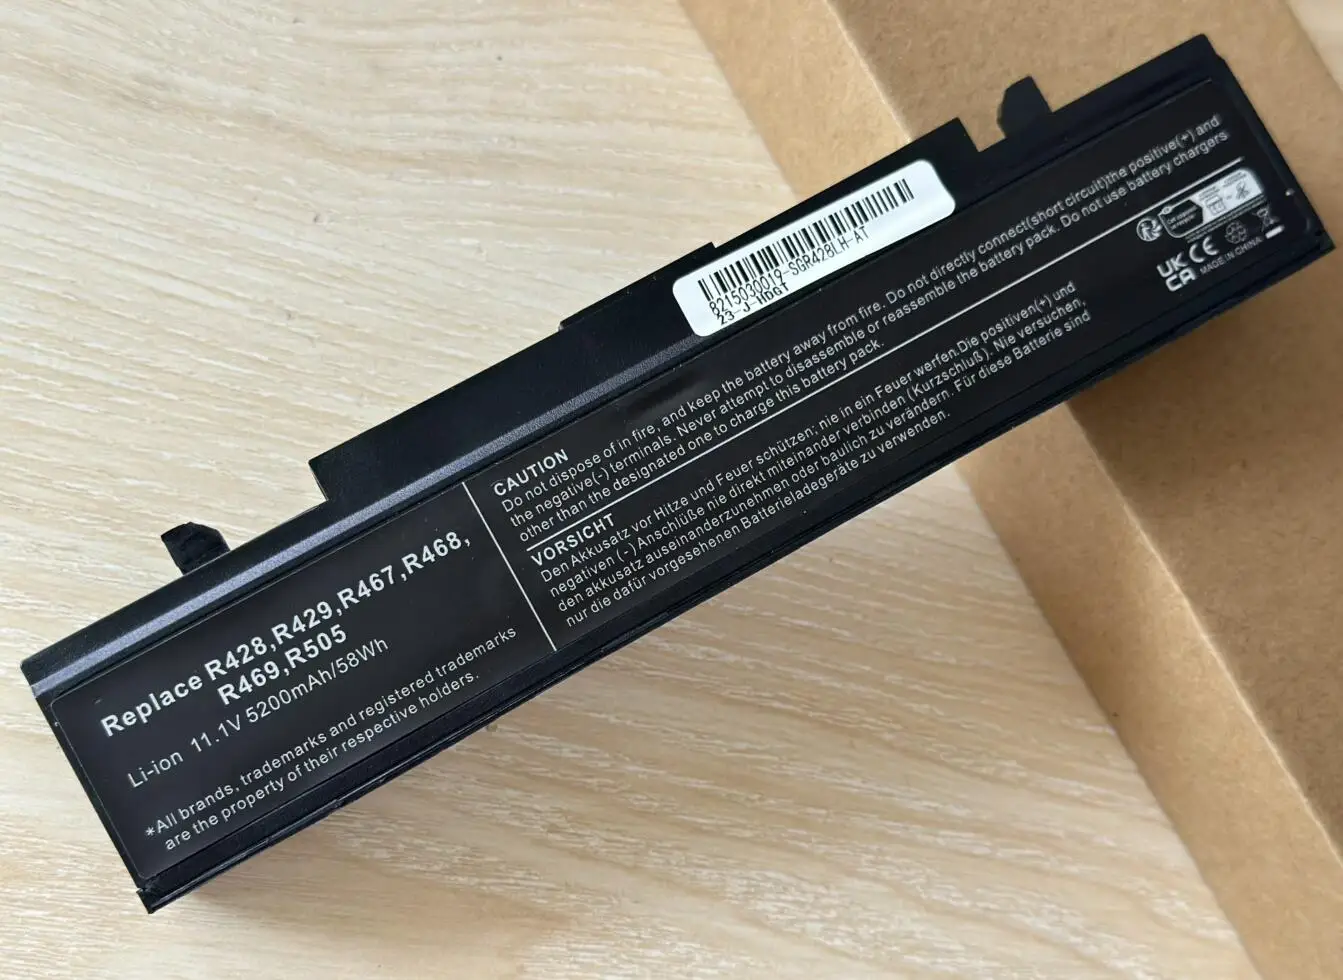 8215030019-SGR428LH-AT
23-J-HDGT
Replace R428,R429,R467,R468,
R469,R505
Li-ion 11.1V 5200mAh/58Wh
*All brands, trademarks and registered trademarks
are the property of their respective holders.
CAUTION
Do not dispose of in fire, and keep the battery away from fire. Do not directly connect(short circuit)the positive(+) and
the negative(-) terminals. Never attempt to disassemble or reassemble the battery pack. Do not use battery chargers
other than the designated one to charge this battery pack.
VORSICHT
Den Akkusatz vor Hitze und Feuer schützen; nie in ein Feuer werfen.Die positiven(+) und
negativen (-) Anschlüße nie direkt miteinander verbinden (Kurzschluß). Nie versuchen,
den akkusatz auseinanderzunehmen oder baulich zu verändern. Für diese Batterie sind
nur die dafür vorgesehenen Batterieladegeräte zu verwenden.
UK
CA
CE
MADE IN CHINA